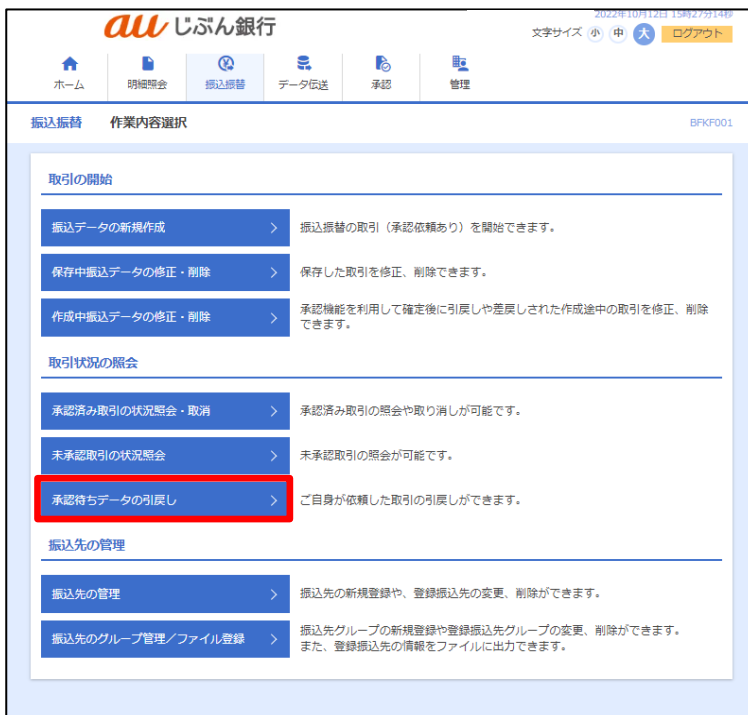 2022年10月12日 15時27分14秒
au じぶん銀行
文字サイズ 小 中 大 ログアウト
ホーム 明細照会 振込振替 データ伝送 承認 管理
振込振替 作業内容選択 BFKF001
取引の開始
振込データの新規作成 振込振替の取引（承認依頼あり）を開始できます。
保存中振込データの修正・削除 保存した取引を修正、削除できます。
作成中振込データの修正・削除 承認機能を利用して確定後に引戻しや差戻しされた作成途中の取引を修正、削除
できます。
取引状況の照会
承認済み取引の状況照会・取消 承認済み取引の照会や取り消しが可能です。
未承認取引の状況照会 未承認取引の照会が可能です。
承認待ちデータの引戻し ご自身が依頼した取引の引戻しができます。
振込先の管理
振込先の管理 振込先の新規登録や、登録振込先の変更、削除ができます。
振込先のグループ管理／ファイル登録 振込先グループの新規登録や登録振込先グループの変更、削除ができます。
また、登録振込先の情報をファイルに出力できます。